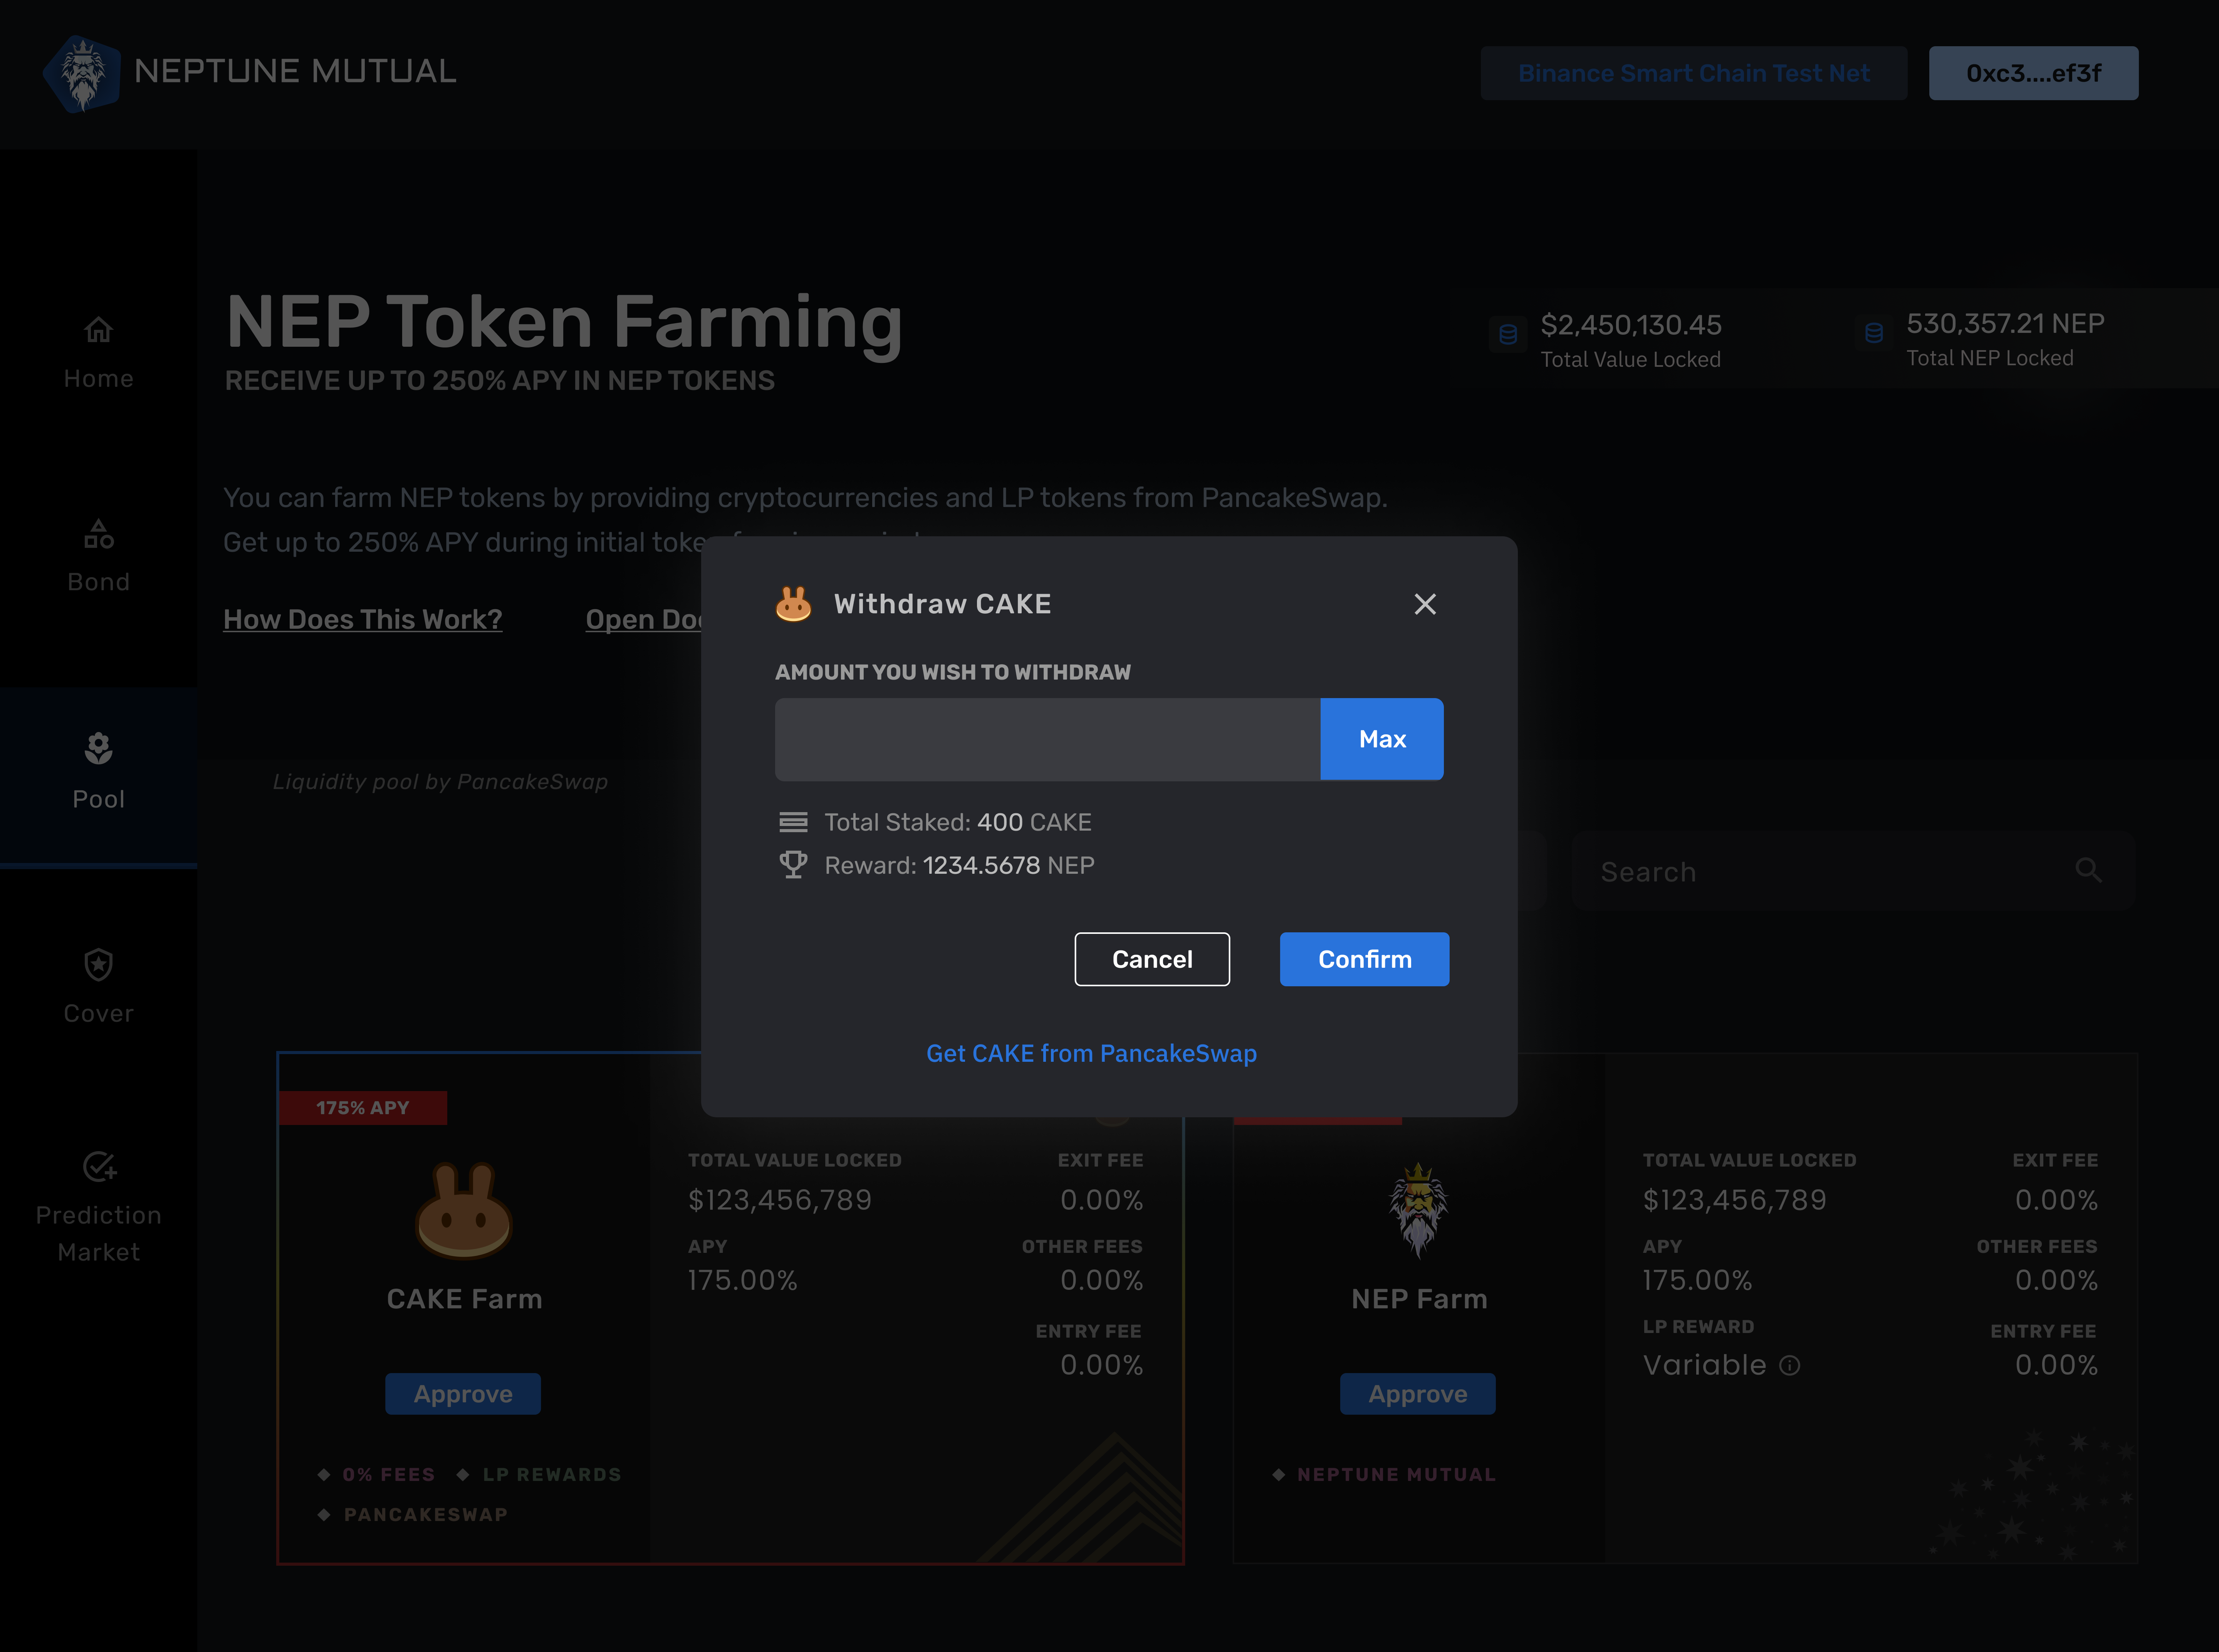 NEPTUNE MUTUAL
Binance Smart Chain Test Net
0xc3....ef3f
Home
Bond
Pool
Cover
Prediction
Market
NEP Token Farming
RECEIVE UP TO 250% APY IN NEP TOKENS
$2,450,130.45
Total Value Locked
530,357.21 NEP
Total NEP Locked
You can farm NEP tokens by providing cryptocurrencies and LP tokens from PancakeSwap.
Get up to 250% APY during initial
How Does This Work?
Open
Liquidity pool by PancakeSwap
Search
Withdraw CAKE
AMOUNT YOU WISH TO WITHDRAW
Max
Total Staked: 400 CAKE
Reward: 1234.5678 NEP
Cancel
Confirm
Get CAKE from PancakeSwap
175% APY
CAKE Farm
Approve
0% FEES
LP REWARDS
PANCAKESWAP
TOTAL VALUE LOCKED
$123,456,789
EXIT FEE
0.00%
APY
175.00%
OTHER FEES
0.00%
ENTRY FEE
0.00%
NEP Farm
Approve
NEPTUNE MUTUAL
TOTAL VALUE LOCKED
$123,456,789
EXIT FEE
0.00%
APY
175.00%
OTHER FEES
0.00%
LP REWARD
Variable
ENTRY FEE
0.00%